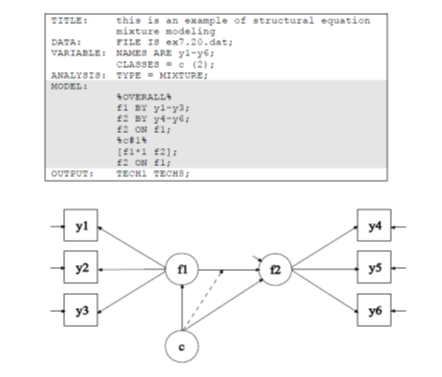 TITLE: this is an example of structural equation
mixture modeling
DATA: FILE IS ex7.20.dat;
VARIABLE: NAMES ARE y1-y6;
CLASSES = c (2);
ANALYSIS: TYPE = MIXTURE;
MODEL:
%OVERALL%
f1 BY y1-y3;
f2 BY y4-y6;
f2 ON f1;
%c#1%
[f1*1 f2];
f2 ON f1;
OUTPUT: TECH1 TECH8;
y1
y4
y2
f1
f2
y5
y3
y6
c